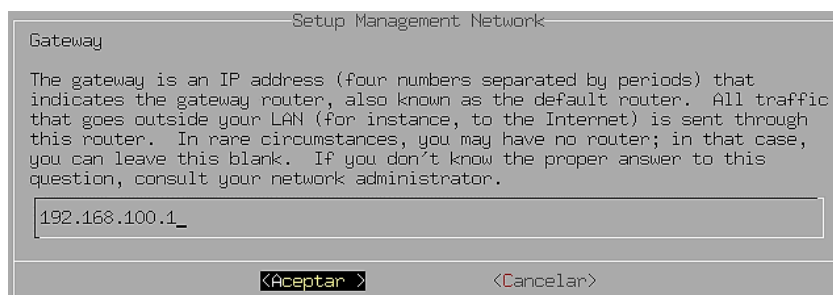 Setup Management Network
Gateway
The gateway is an IP address (four numbers separated by periods) that
indicates the gateway router, also known as the default router.  All traffic
that goes outside your LAN (for instance, to the Internet) is sent through
this router.  In rare circumstances, you may have no router; in that case,
you can leave this blank.  If you don't know the proper answer to this
question, consult your network administrator.
192.168.100.1_
<Aceptar >
<Cancelar>